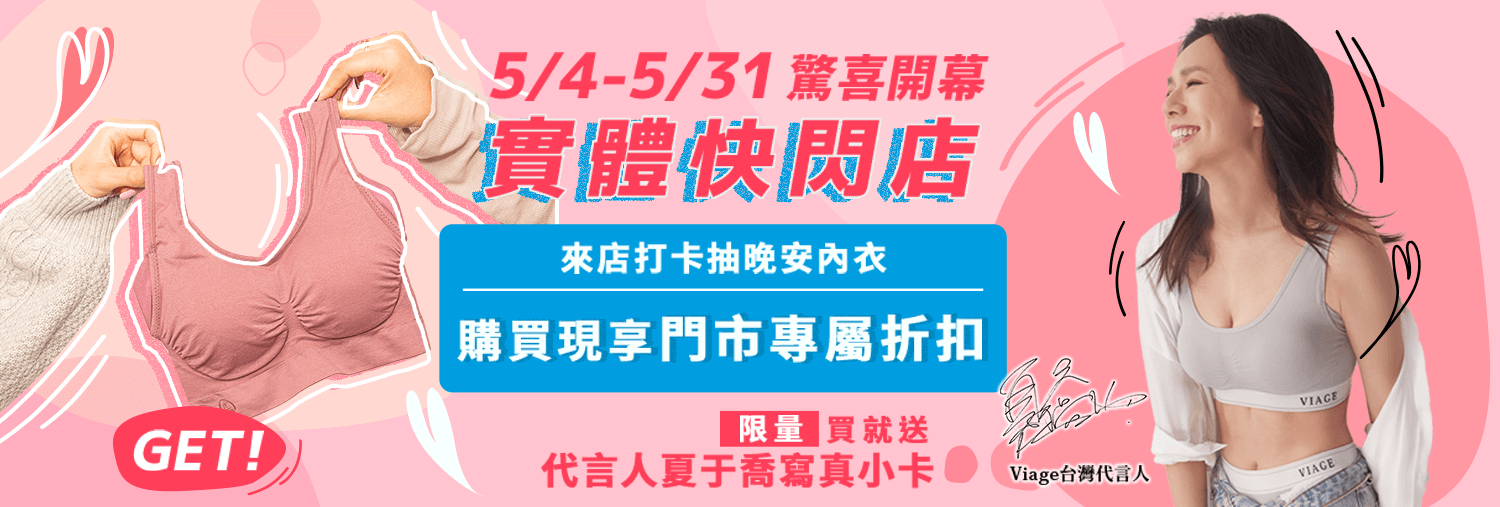 5/4-5/31 驚喜開幕
實體快閃店
來店打卡抽晚安內衣
購買現享門市專屬折扣
限量 買就送
代言人夏于喬寫真小卡
GET!
Viage台灣代言人
VIAGE
VIAGE